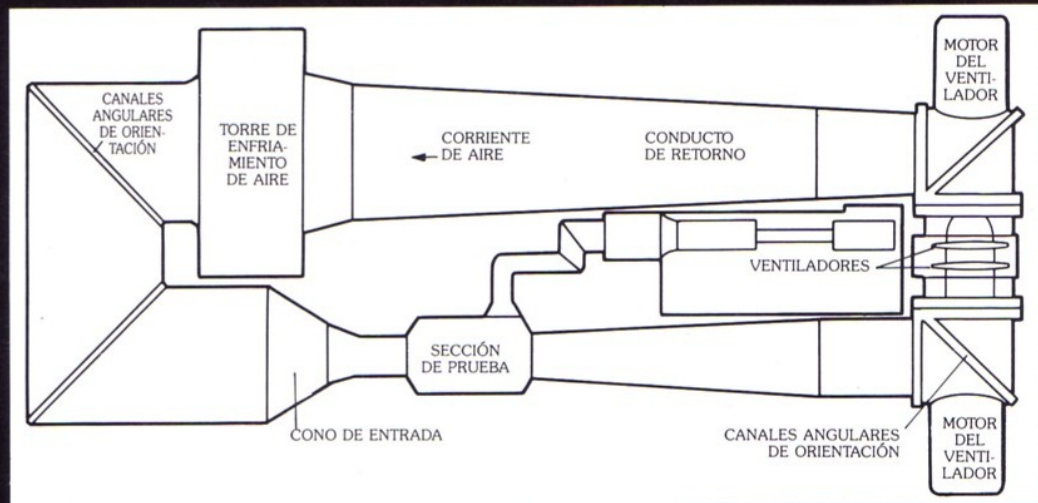 MOTOR
DEL
VENTI-
LADOR
CANALES
ANGULARES
DE ORIEN-
TACIÓN
TORRE DE
ENFRIA-
MIENTO
DE AIRE
CORRIENTE
DE AIRE
CONDUCTO
DE RETORNO
VENTILADORES
SECCIÓN
DE PRUEBA
CONO DE ENTRADA
CANALES ANGULARES
DE ORIENTACIÓN
MOTOR
DEL
VENTI-
LADOR